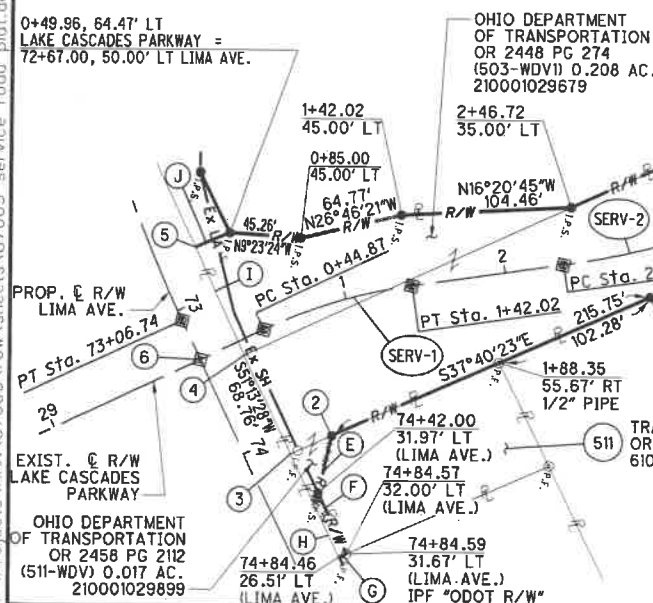 0+49.96, 64.47' LT
LAKE CASCADES PARKWAY =
72+67.00, 50.00' LT LIMA AVE.
OHIO DEPARTMENT
OF TRANSPORTATION
OR 2448 PG 274
(503-WDV1) 0.208 AC.
210001029679
1+42.02
45.00' LT
2+46.72
35.00' LT
0+85.00
45.00' LT
J
I.P.S.
Ex LA
64.77'
N26°46'21"W
R/W
N16°20'45"W
104.46'
R/W
R/W
45.26'
R/W
N9°23'24"W
I.P.S.
I.P.S.
I.P.S.
5
I
SERV-2
PROP. ℄ R/W
LIMA AVE.
73
PC Sta. 0+44.87
1
2
PC Sta. 2
PT Sta. 1+42.02
PT Sta. 73+06.74
6
4
SERV-1
215.75'
102.28'
Ex SH
S51°13'28"W
68.76'
74
S37°40'23"E
R/W
1+88.35
55.67' RT
1/2" PIPE
I.P.F.
29
2
E
74+42.00
31.97' LT
(LIMA AVE.)
511
TRA
OR
610
EXIST. ℄ R/W
LAKE CASCADES
PARKWAY
3
F
74+84.57
32.00' LT
(LIMA AVE.)
I.P.F.
OHIO DEPARTMENT
OF TRANSPORTATION
OR 2458 PG 2112
(511-WDV) 0.017 AC.
210001029899
H
R/W
74+84.46
26.51' LT
(LIMA AVE.)
G
74+84.59
31.67' LT
(LIMA AVE.)
IPF "ODOT R/W"